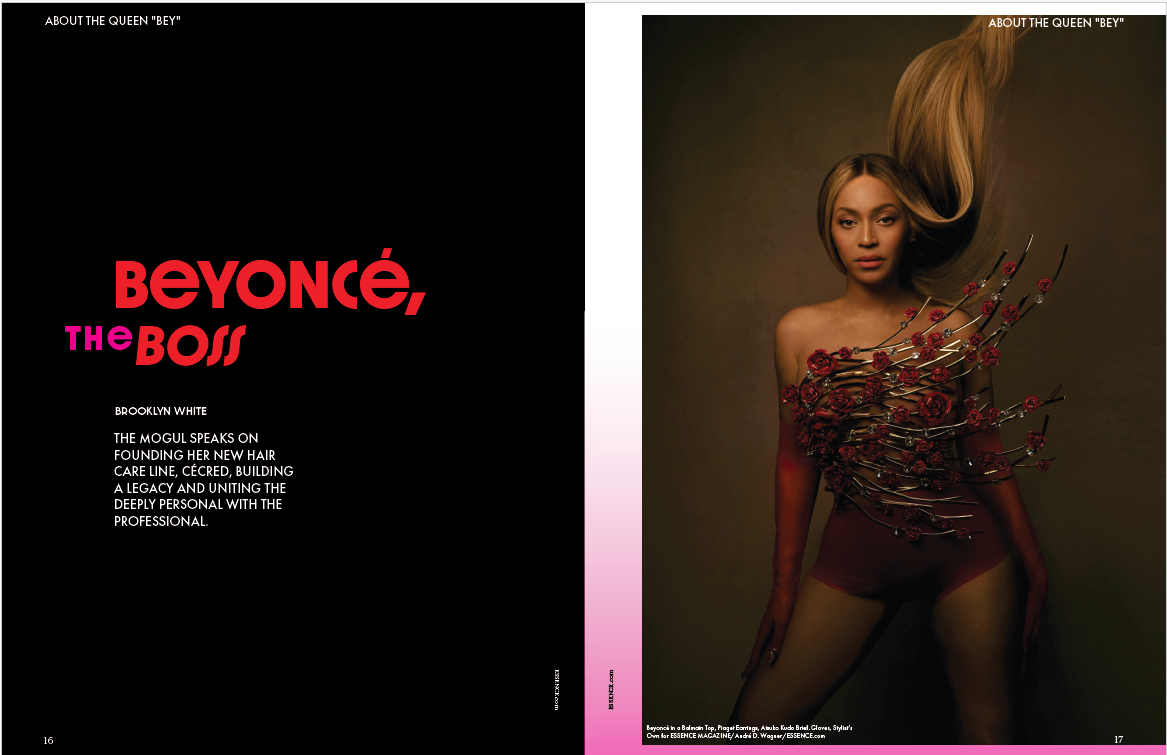 ABOUT THE QUEEN "BEY"
BEYONCÉ,
THE BOSS
BROOKLYN WHITE
THE MOGUL SPEAKS ON
FOUNDING HER NEW HAIR
CARE LINE, CÉCRED, BUILDING
A LEGACY AND UNITING THE
DEEPLY PERSONAL WITH THE
PROFESSIONAL.
ESSENCE.com
16
ABOUT THE QUEEN "BEY"
ESSENCE.com
Beyoncé in a Balmain Top, Piaget Earrings, Atsuko Kudo Brief. Gloves, Stylist's
Own for ESSENCE MAGAZINE/ André D. Wagner/ ESSENCE.com
17